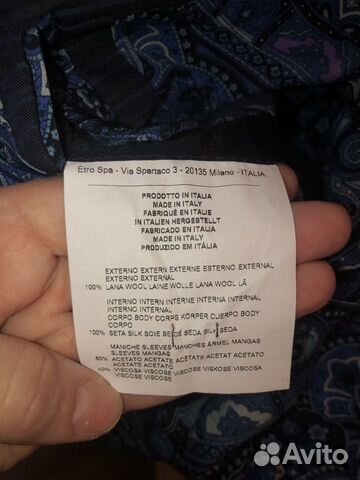 Etro Spa - Via Spartaco 3 - 20135 Milano - ITALIA
PRODOTTO IN ITALIA
MADE IN ITALY
FABRIQUÉ EN ITALIE
IN ITALIEN HERGESTELLT
FABRICADO EN ITALIA
MADE IN ITALY
PRODUZIDO EM ITÁLIA
EXTERNO EXTERN EXTERNE ESTERNO EXTERNAL
EXTERNO EXTERNAL
100% LANA WOOL LAINE WOLLE LANA WOOL LÃ
INTERNO INTERN INTERNE INTERNA INTERNAL
INTERNO INTERNAL
CORPO BODY CORPS KÖRPER CUERPO BODY
CORPO
100% SETA SILK SOIE SEIDE SEDA SILK SEDA
MANICHE SLEEVES MANCHES ÄRMEL MANGAS
SLEEVES MANGAS
60% ACETATO ACETATE ACÉTATE ACETAT ACETATO
ACETATE ACETATO
40% VISCOSE VISCOSE VISCOSE VISKOSE VISCOSA
VISCOSE VISCOSE
Avito